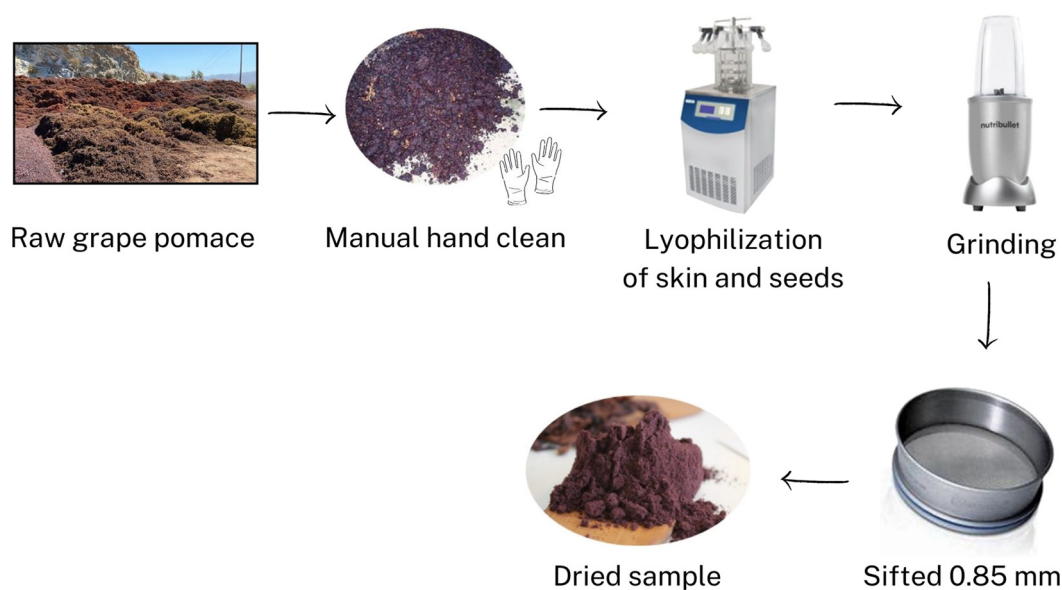 nutribullet
Raw grape pomace
Manual hand clean
Lyophilization
of skin and seeds
Grinding
Dried sample
Sifted 0.85 mm